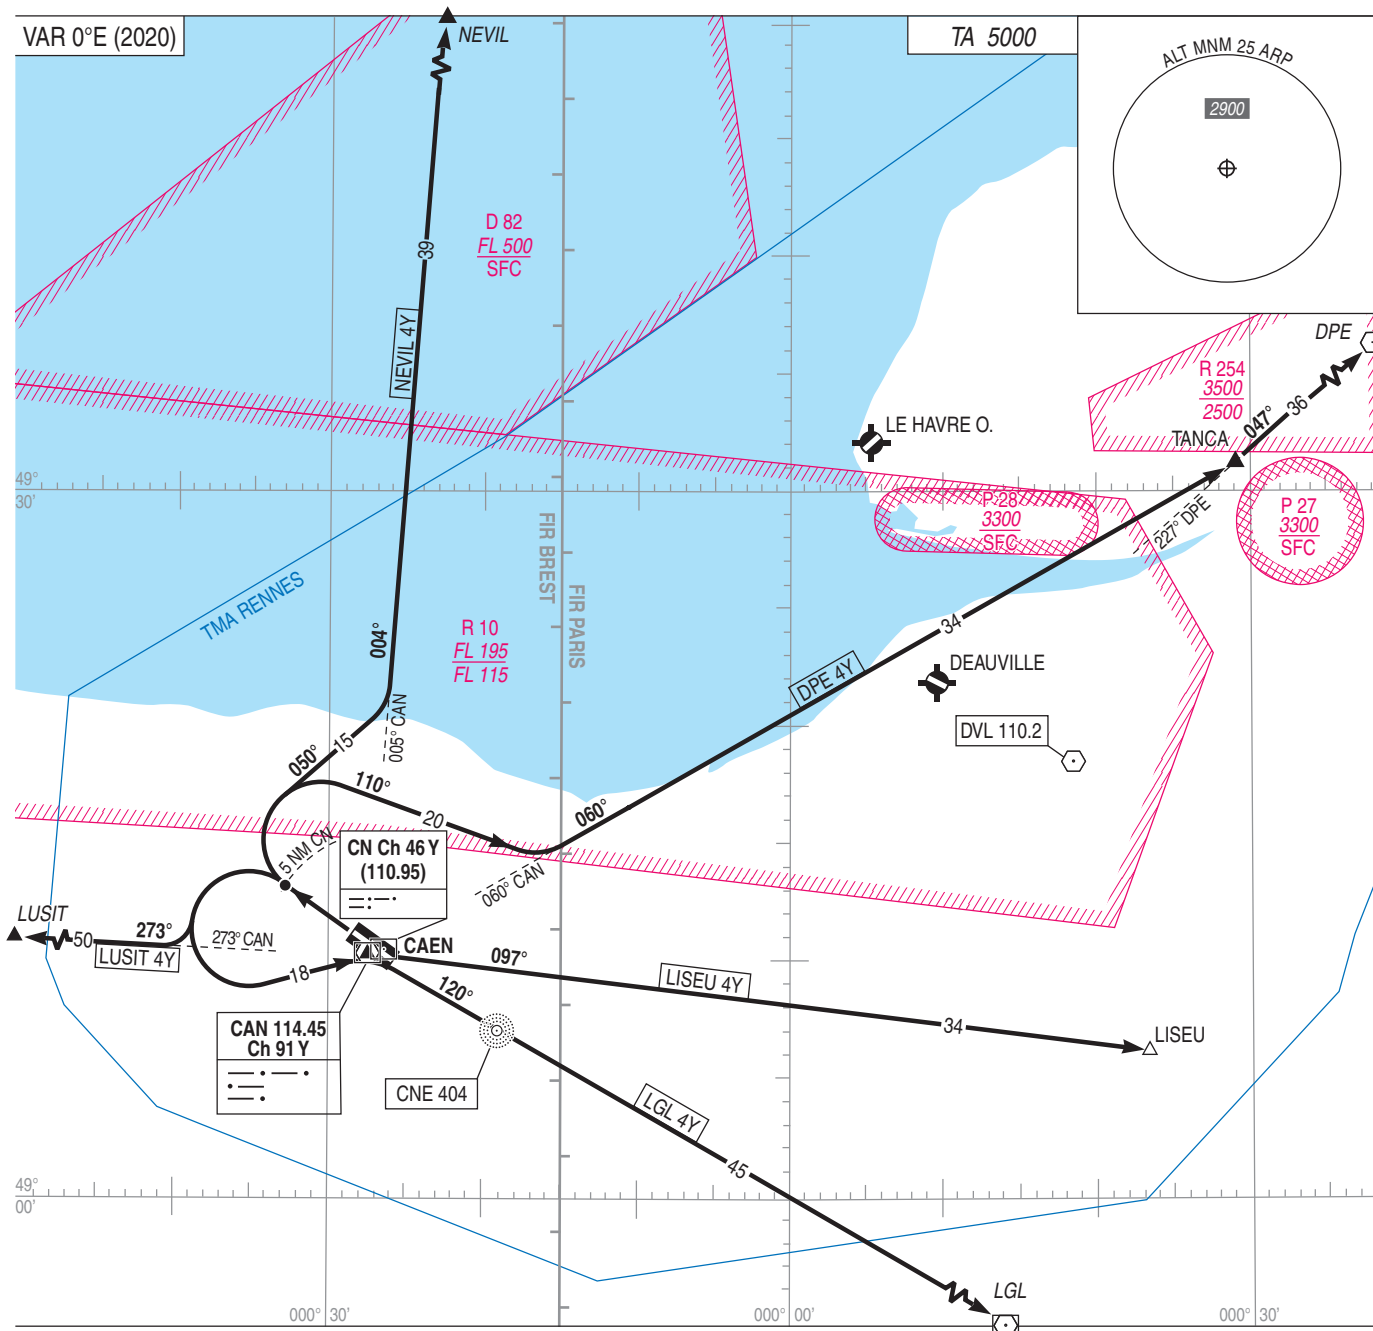 VAR 0°E (2020)
NEVIL
TA 5000
ALT MNM 25 ARP
2900
D 82
FL 500
SFC
39
NEVIL 4Y
DPE
R 254
3500
2500
047°
36
TANCA
LE HAVRE O.
49°
30'
P 28
3300
SFC
227° DPE
P 27
3300
SFC
FIR BREST
FIR PARIS
TMA RENNES
004°
R 10
FL 195
FL 115
34
DEAUVILLE
DPE 4Y
DVL 110.2
005° CAN
15
050°
110°
20
060°
5 NM CN
CN Ch 46 Y
(110.95)
060° CAN
LUSIT
50
273°
273° CAN
LUSIT 4Y
CAEN
097°
18
120°
LISEU 4Y
34
LISEU
CAN 114.45
Ch 91 Y
CNE 404
LGL 4Y
45
49°
00'
LGL
000° 30'
000° 00'
000° 30'